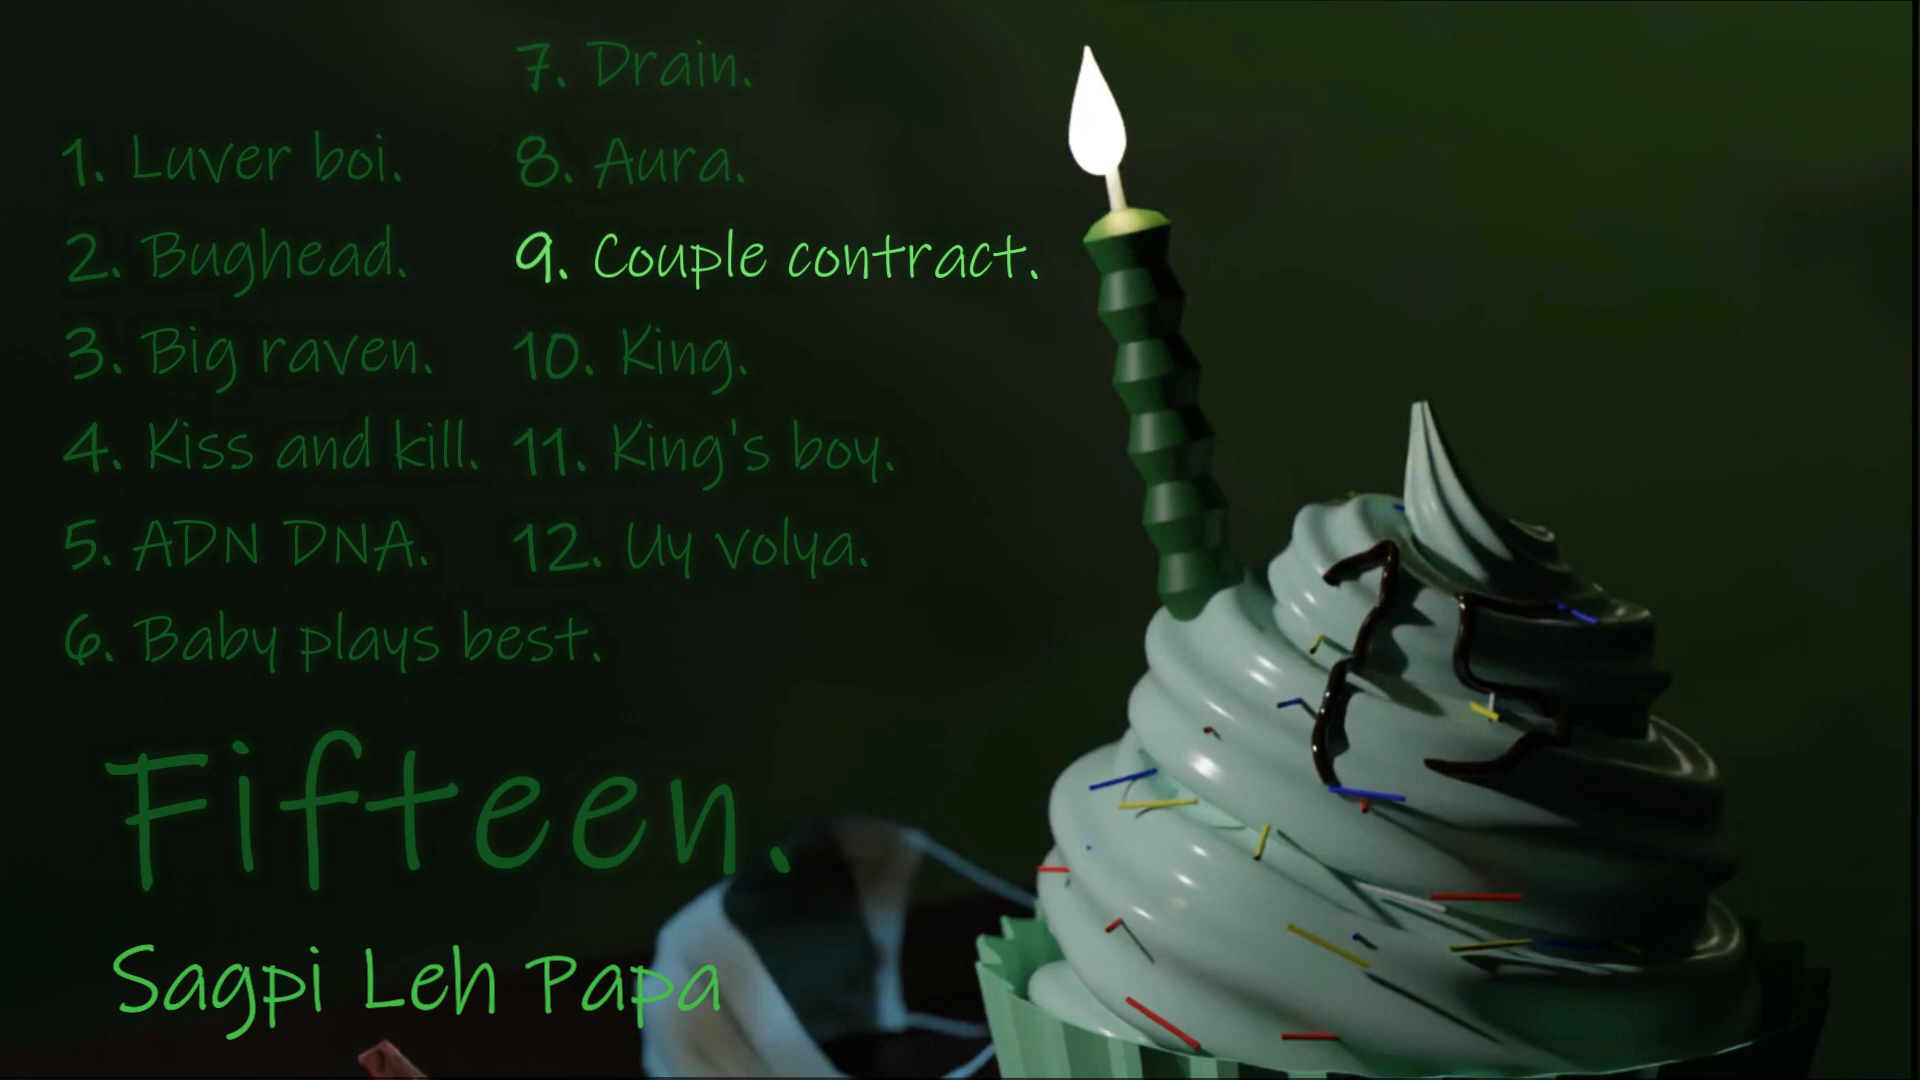 1. Luver boi.
2. Bughead.
3. Big raven.
4. Kiss and kill.
5. ADN DNA.
6. Baby plays best.
7. Drain.
8. Aura.
9. Couple contract.
10. King.
11. King's boy.
12. Uy volya.
Fifteen.
Sagpi Leh Papa
15